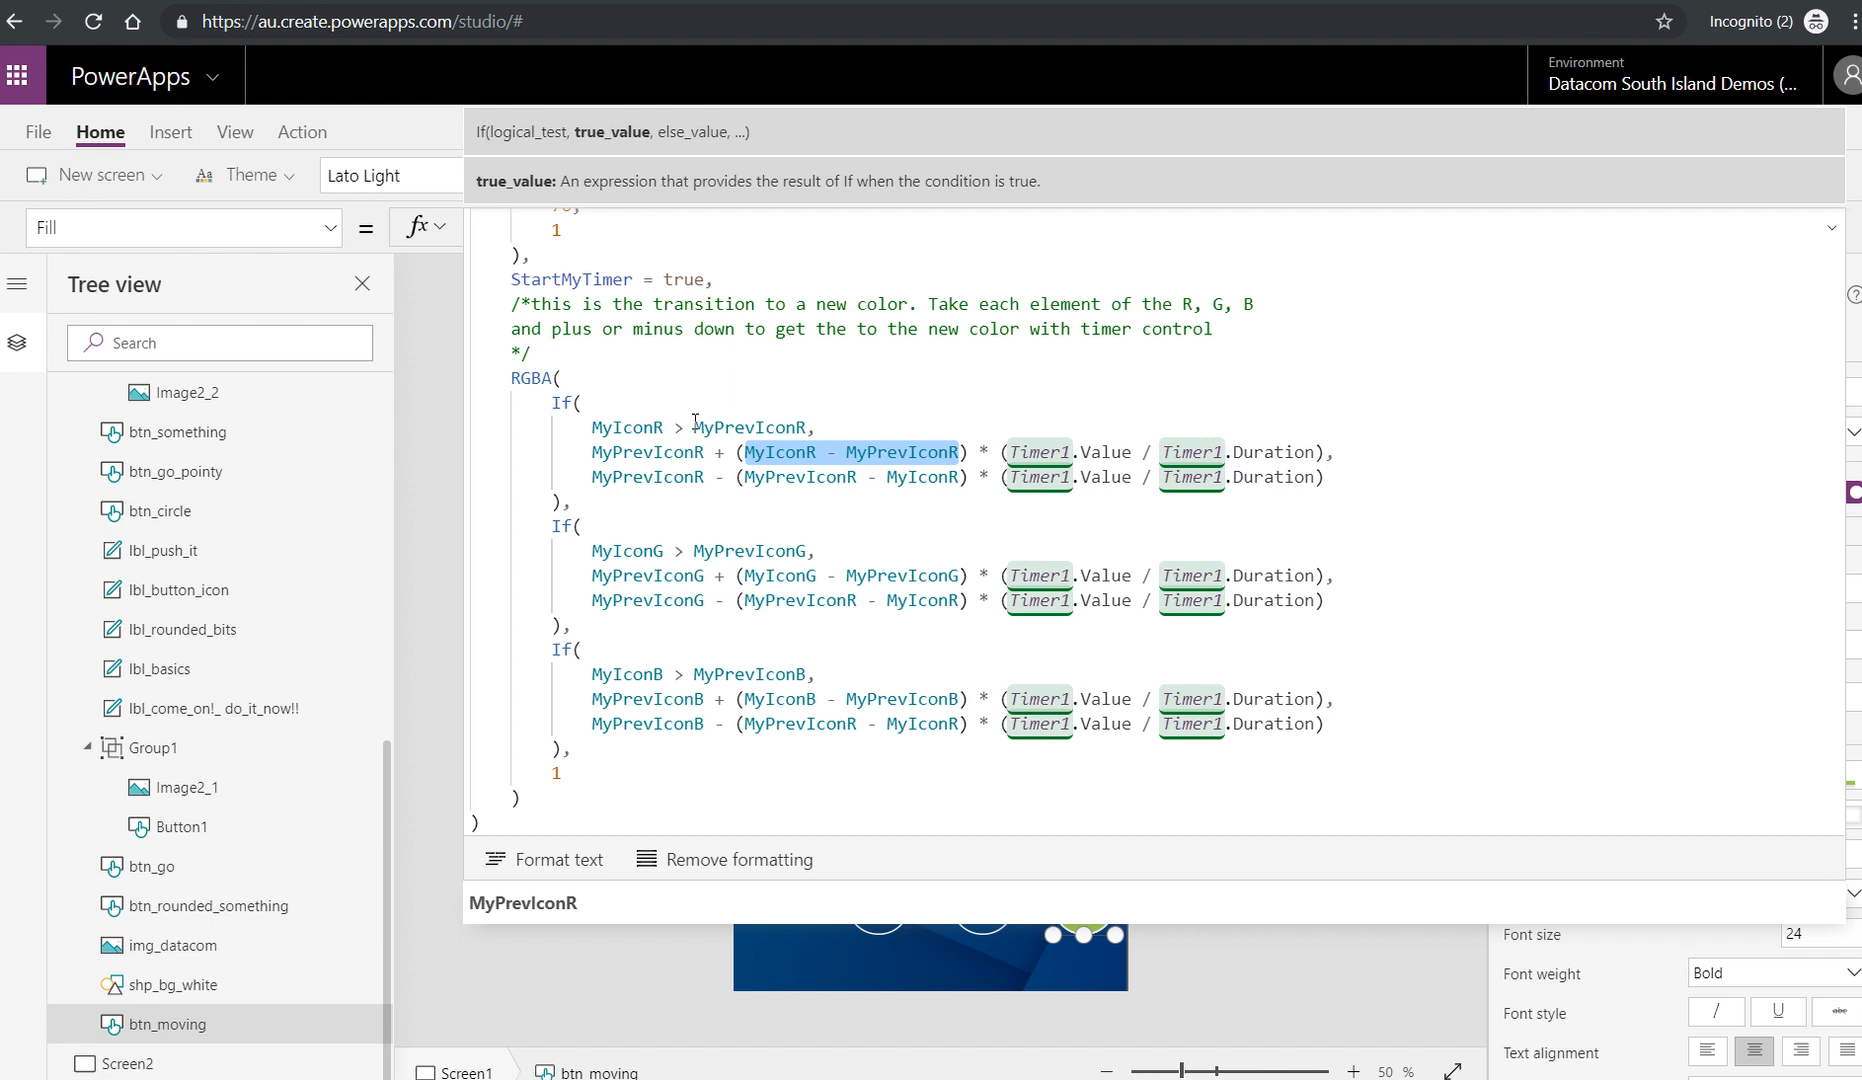 https://au.create.powerapps.com/studio/#
Incognito (2)
PowerApps
Environment
Datacom South Island Demos (...
File
Home
Insert
View
Action
If(logical_test, true_value, else_value, ...)
New screen
Theme
Lato Light
true_value: An expression that provides the result of If when the condition is true.
Fill
=
fx
1
),
StartMyTimer = true,
/*this is the transition to a new color. Take each element of the R, G, B
and plus or minus down to get the to the new color with timer control
*/
RGBA(
If(
MyIconR > MyPrevIconR,
MyPrevIconR + (MyIconR - MyPrevIconR) * (Timer1.Value / Timer1.Duration),
MyPrevIconR - (MyPrevIconR - MyIconR) * (Timer1.Value / Timer1.Duration)
),
If(
MyIconG > MyPrevIconG,
MyPrevIconG + (MyIconG - MyPrevIconG) * (Timer1.Value / Timer1.Duration),
MyPrevIconG - (MyPrevIconR - MyIconR) * (Timer1.Value / Timer1.Duration)
),
If(
MyIconB > MyPrevIconB,
MyPrevIconB + (MyIconB - MyPrevIconB) * (Timer1.Value / Timer1.Duration),
MyPrevIconB - (MyPrevIconR - MyIconR) * (Timer1.Value / Timer1.Duration)
),
1
)
)
Format text
Remove formatting
MyPrevIconR
Tree view
Search
Image2_2
btn_something
btn_go_pointy
btn_circle
lbl_push_it
lbl_button_icon
lbl_rounded_bits
lbl_basics
lbl_come_on!_ do_it_now!!
Group1
Image2_1
Button1
btn_go
btn_rounded_something
img_datacom
shp_bg_white
btn_moving
Screen2
Font size
24
Font weight
Bold
Font style
/
U
abc
Text alignment
Screen1
btn_moving
50 %